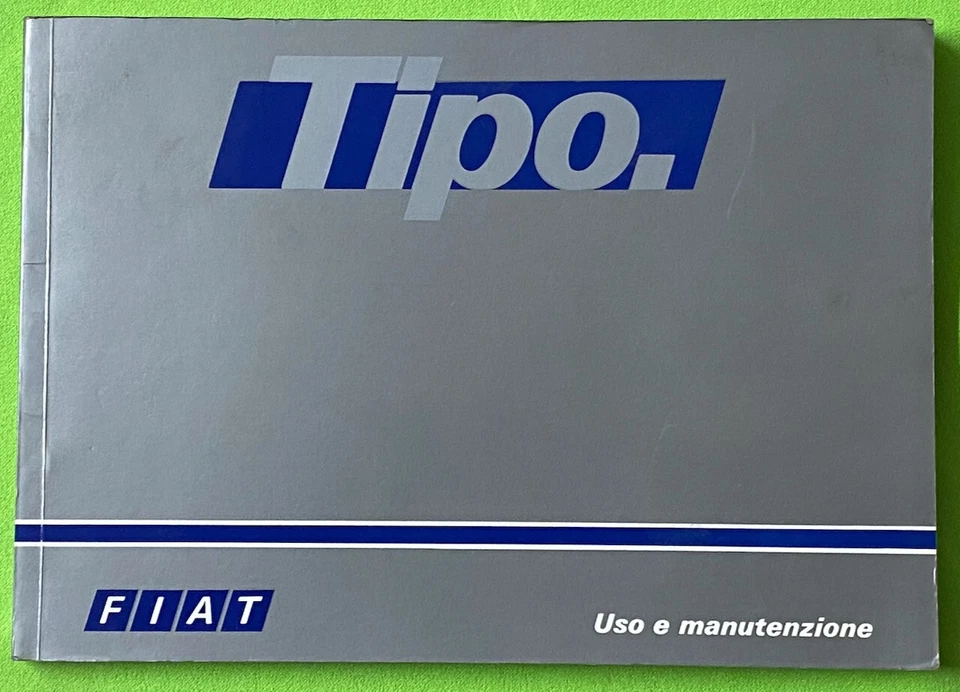 Tipo.
FIAT
Uso e manutenzione